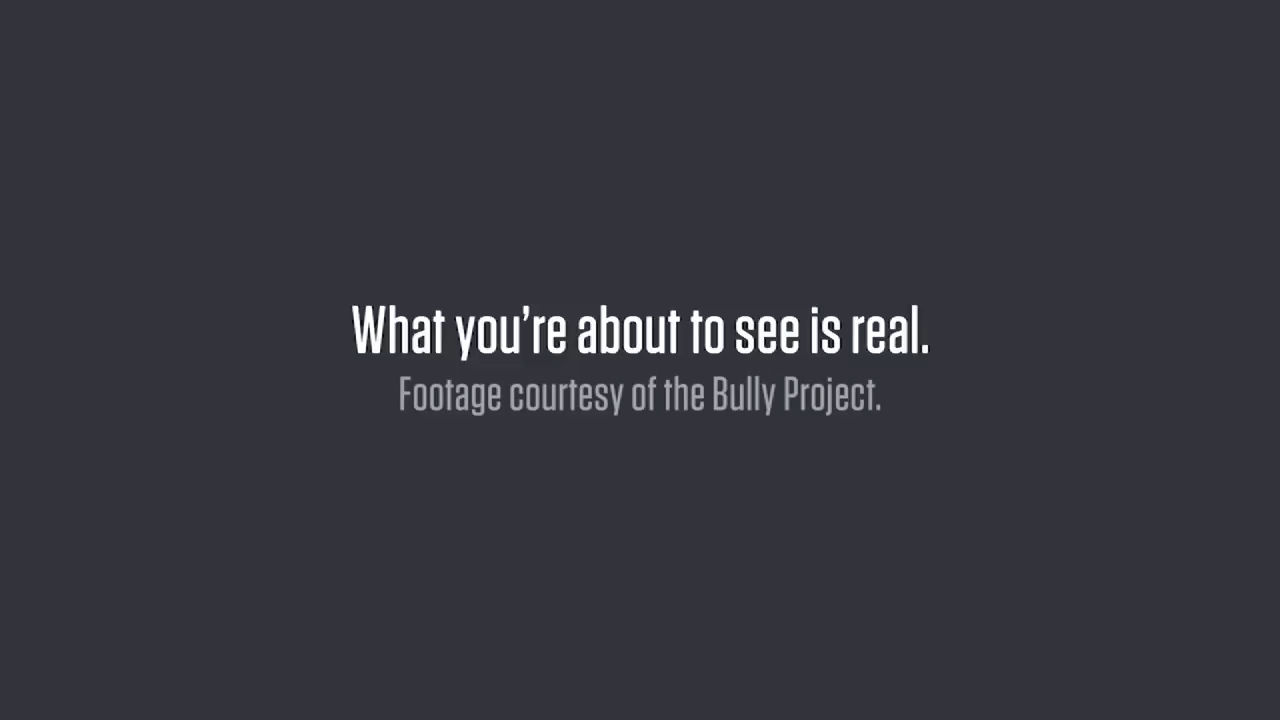 What you’re about to see is real.
Footage courtesy of the Bully Project.